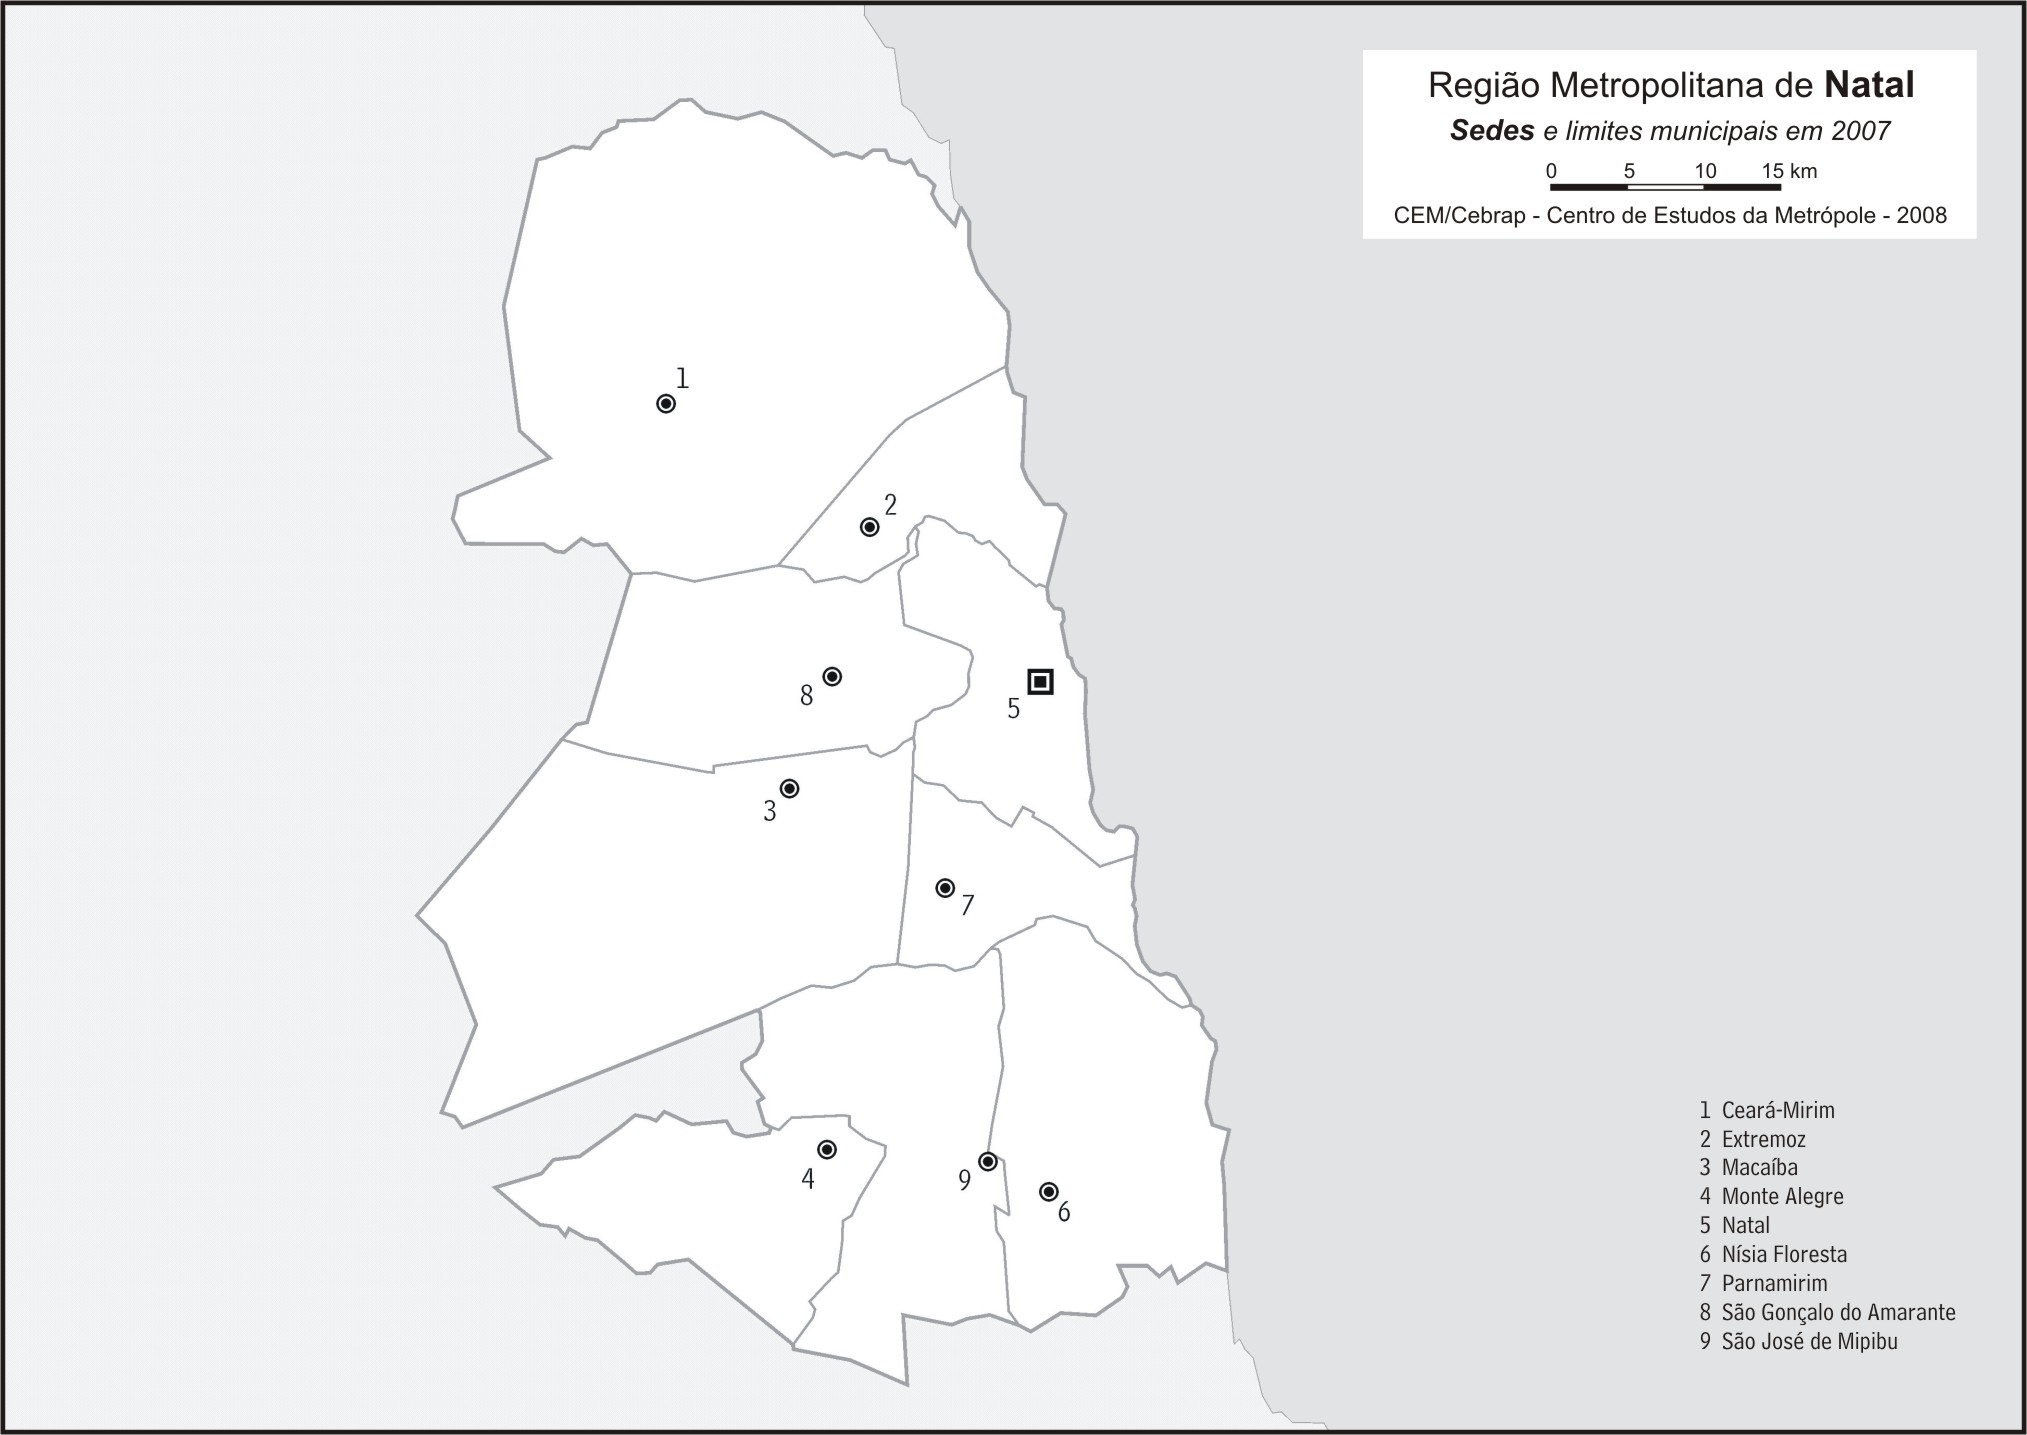 Região Metropolitana de Natal
Sedes e limites municipais em 2007
0 5 10 15 km
CEM/Cebrap - Centro de Estudos da Metrópole - 2008
1
2
8
5
3
7
4
9
6
1 Ceará-Mirim
2 Extremoz
3 Macaíba
4 Monte Alegre
5 Natal
6 Nísia Floresta
7 Parnamirim
8 São Gonçalo do Amarante
9 São José de Mipibu